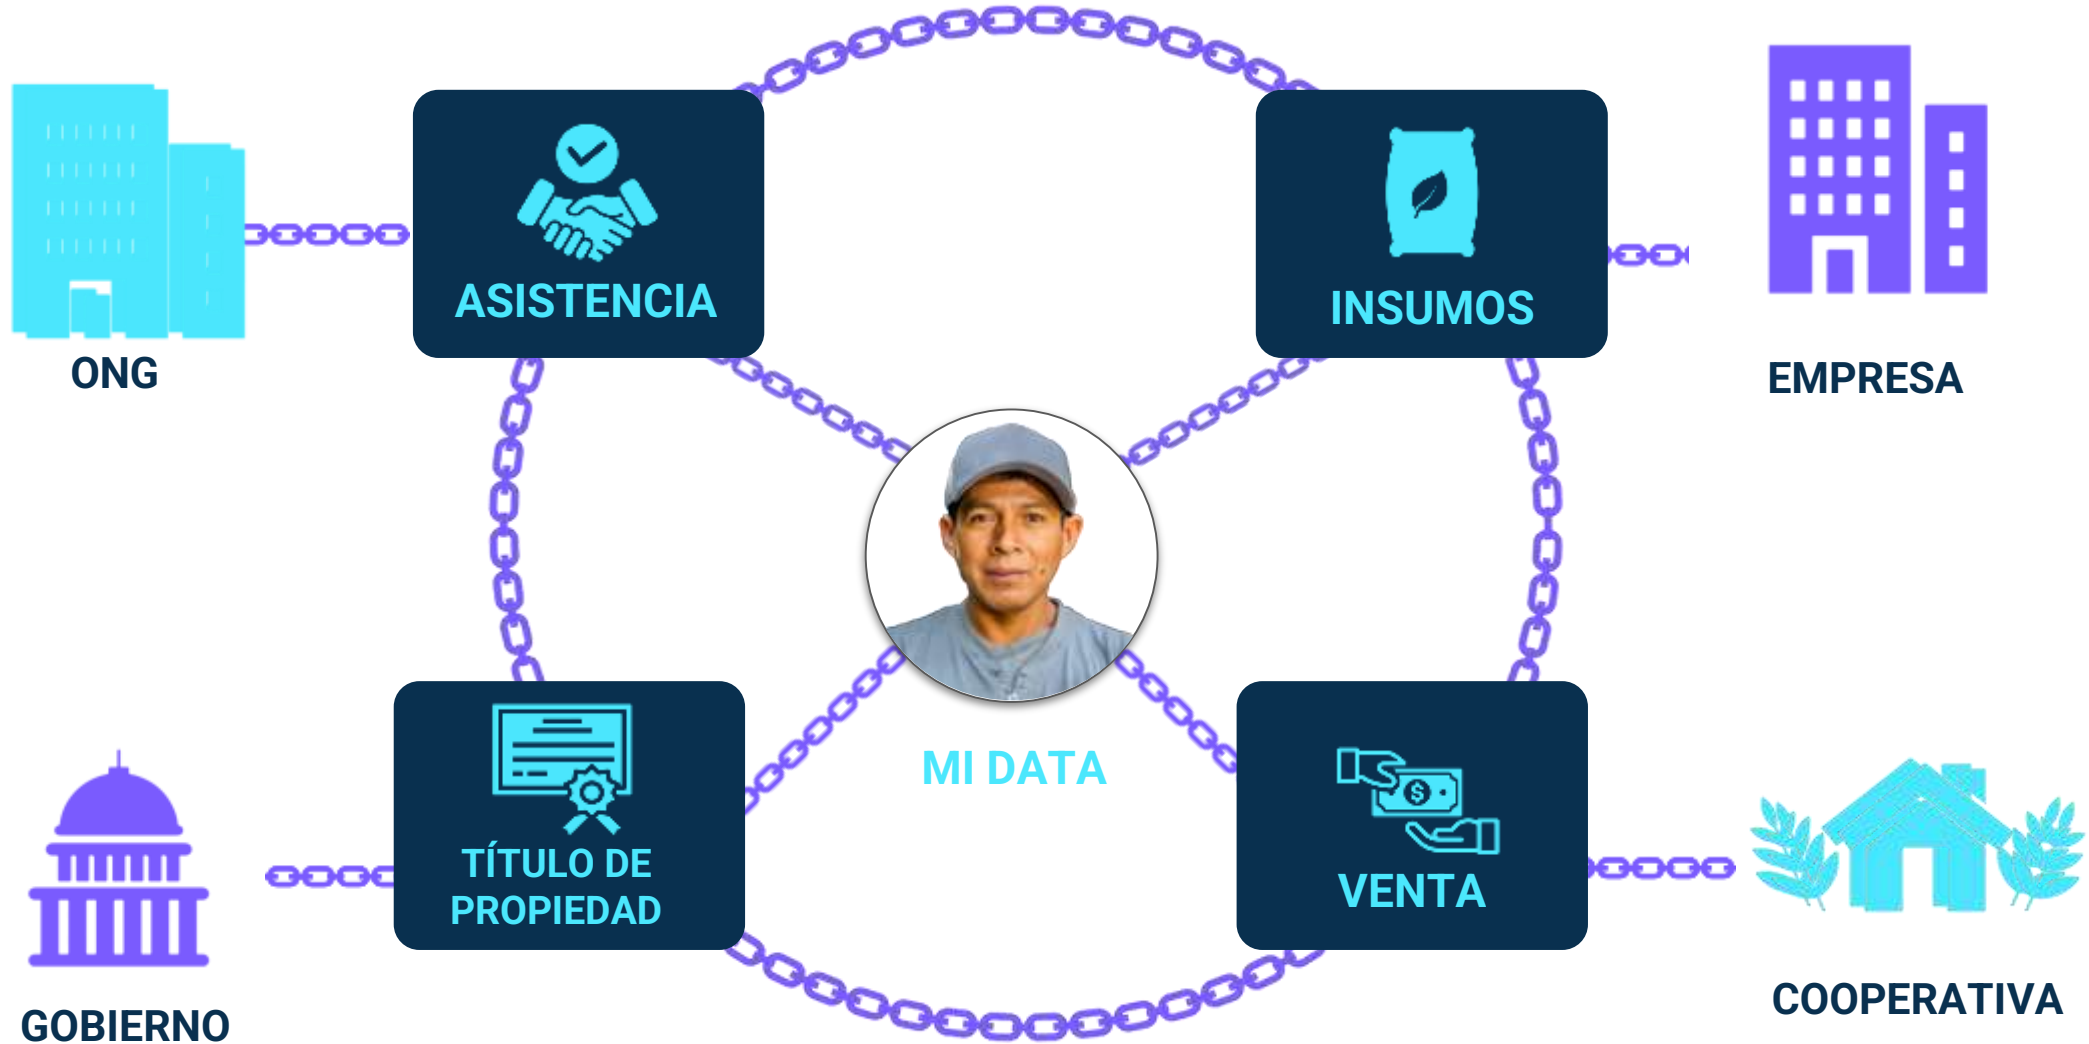 ASISTENCIA
INSUMOS
ONG
EMPRESA
MI DATA
TÍTULO DE
PROPIEDAD
VENTA
GOBIERNO
COOPERATIVA